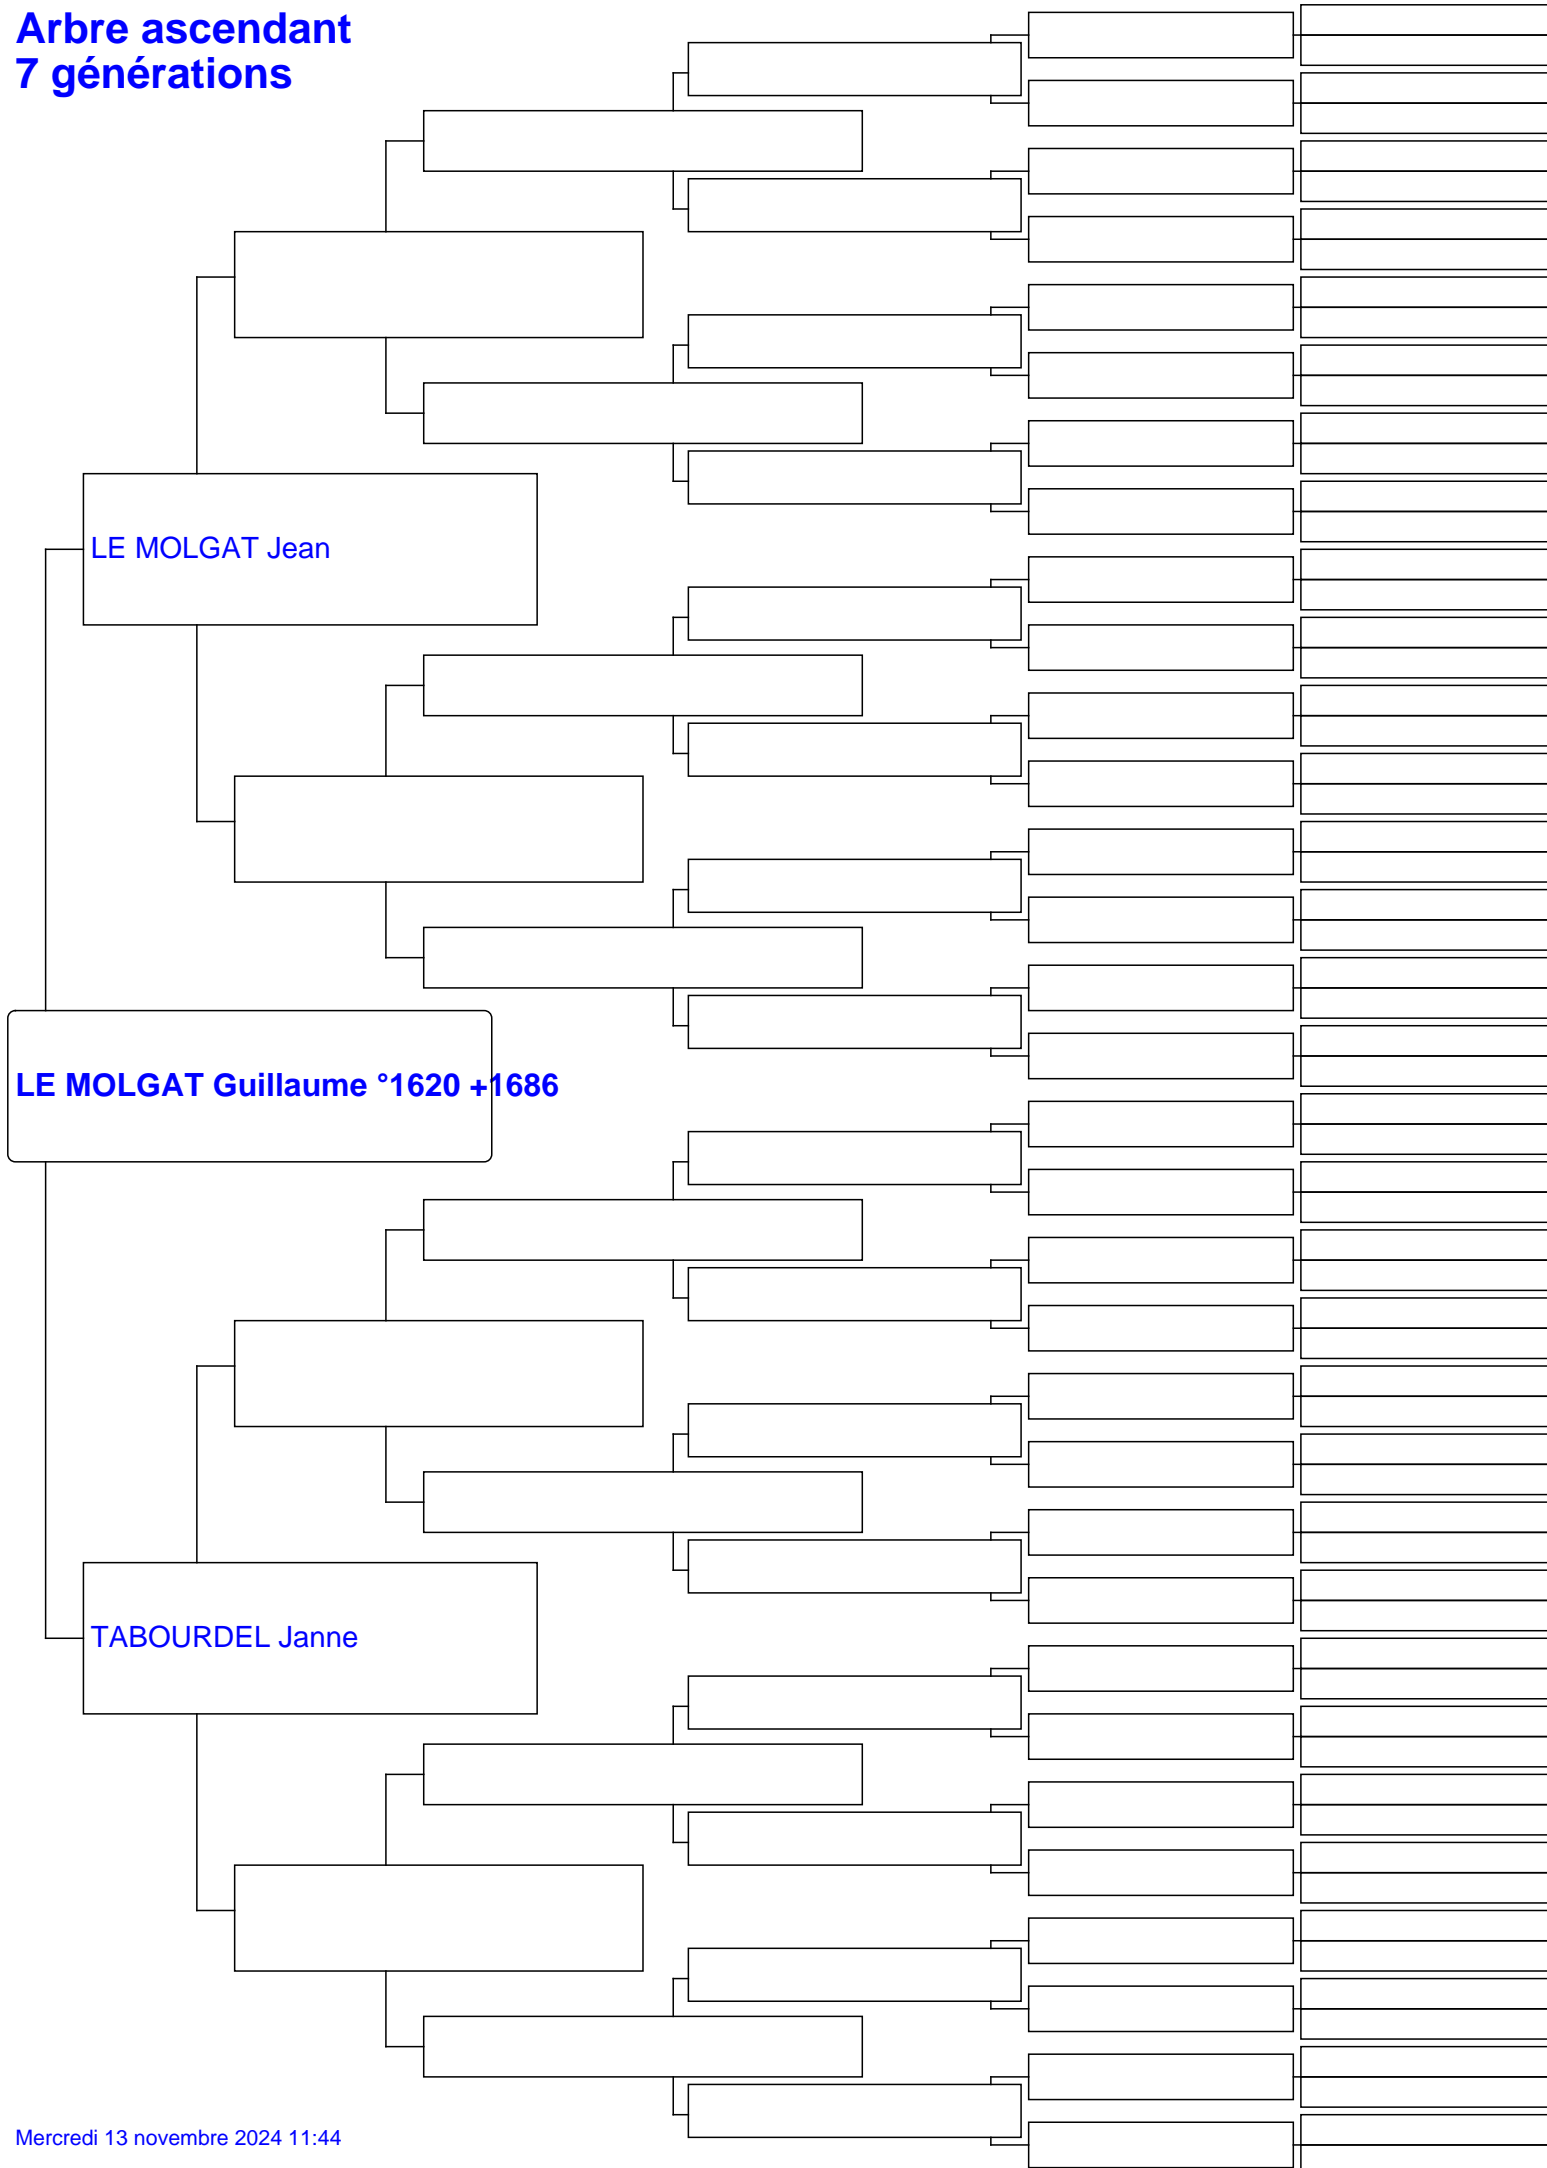 Arbre ascendant
7 générations
LE MOLGAT Jean
LE MOLGAT Guillaume °1620 +1686
TABOURDEL Janne
Mercredi 13 novembre 2024 11:44